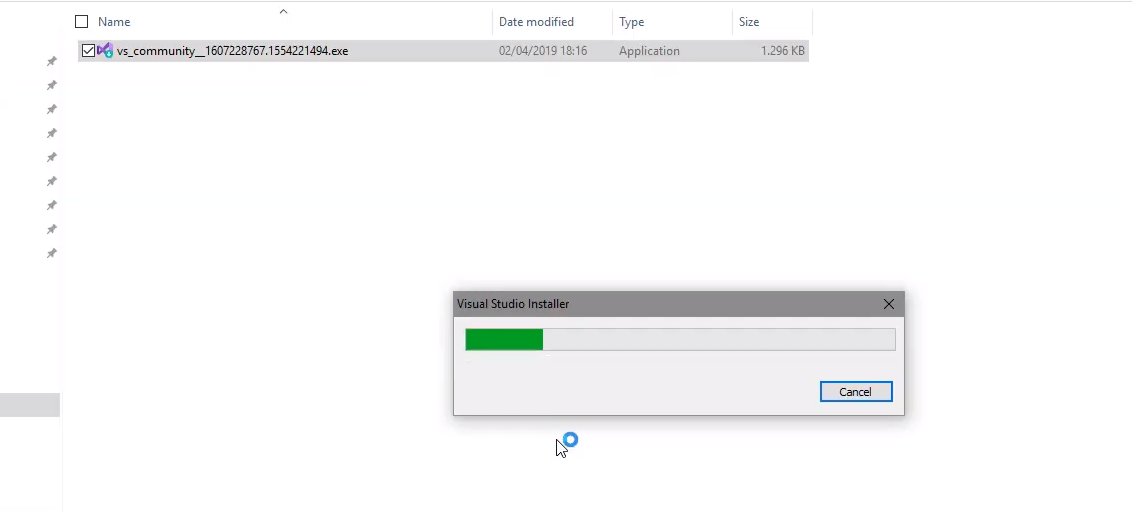 Name Date modified Type Size
vs_community__1607228767.1554221494.exe 02/04/2019 18:16 Application 1.296 KB
Visual Studio Installer
Cancel